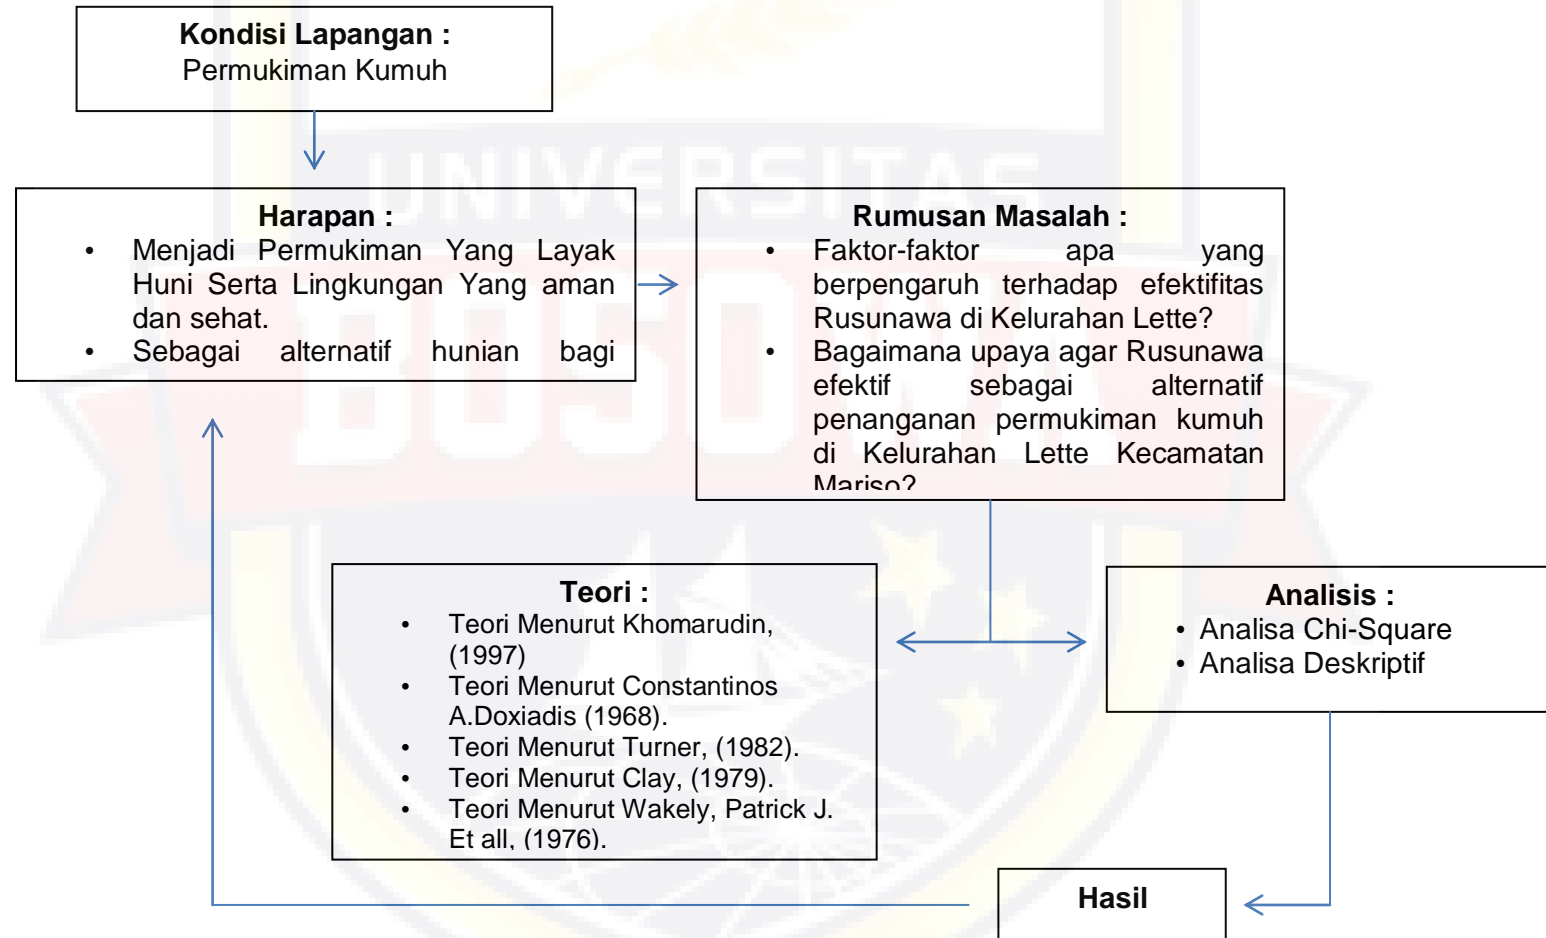 Kondisi Lapangan :
Permukiman Kumuh
Harapan :
• Menjadi Permukiman Yang Layak
Huni Serta Lingkungan Yang aman
dan sehat.
• Sebagai alternatif hunian bagi
Rumusan Masalah :
• Faktor-faktor apa yang
berpengaruh terhadap efektifitas
Rusunawa di Kelurahan Lette?
• Bagaimana upaya agar Rusunawa
efektif sebagai alternatif
penanganan permukiman kumuh
di Kelurahan Lette Kecamatan
Mariso?
Teori :
• Teori Menurut Khomarudin,
(1997)
• Teori Menurut Constantinos
A.Doxiadis (1968).
• Teori Menurut Turner, (1982).
• Teori Menurut Clay, (1979).
• Teori Menurut Wakely, Patrick J.
Et all, (1976).
Analisis :
• Analisa Chi-Square
• Analisa Deskriptif
Hasil
UNIVERSITAS
BOSOWA